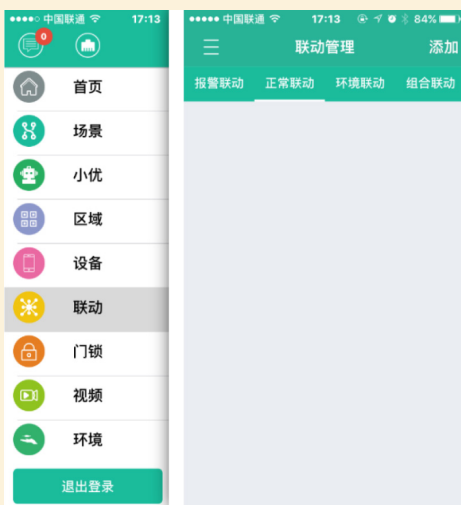 中国联通 17:13
0
首页
场景
小优
区域
设备
联动
门锁
视频
环境
退出登录
中国联通 17:13 84%
联动管理 添加
报警联动 正常联动 环境联动 组合联动